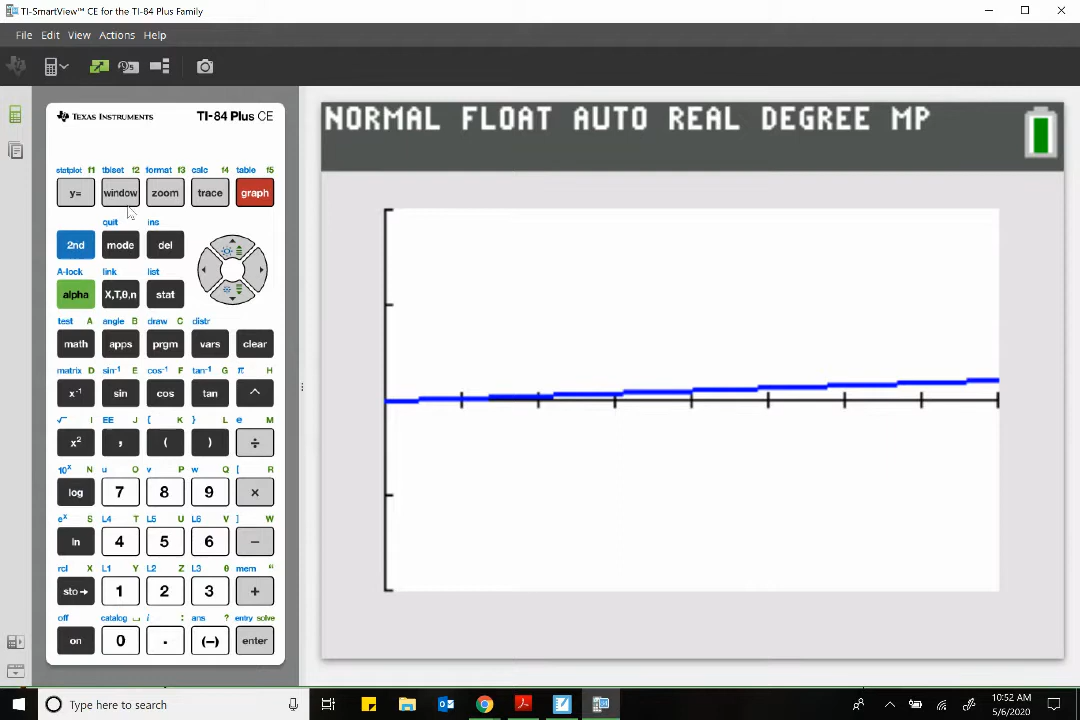 TI-SmartView™ CE for the TI-84 Plus Family
File Edit View Actions Help
TEXAS INSTRUMENTS TI-84 Plus CE
statplot f1 tblset f2 format f3 calc f4 table f5
y= window zoom trace graph
quit ins
2nd mode del
A-lock link list
alpha X,T,θ,n stat
test A angle B draw C distr
math apps prgm vars clear
matrix D sin⁻¹ E cos⁻¹ F tan⁻¹ G π H
x⁻¹ sin cos tan ^
√ I EE J { K } L e M
x² , ( ) ÷
10ˣ N u O v P w Q [ R
log 7 8 9 ×
eˣ S L4 T L5 U L6 V ] W
ln 4 5 6 −
rcl X L1 Y L2 Z L3 θ mem “
sto→ 1 2 3 +
off catalog ⎵ i : ans ? entry solve
on 0 . (−) enter
NORMAL FLOAT AUTO REAL DEGREE MP
Type here to search
10:52 AM
5/6/2020